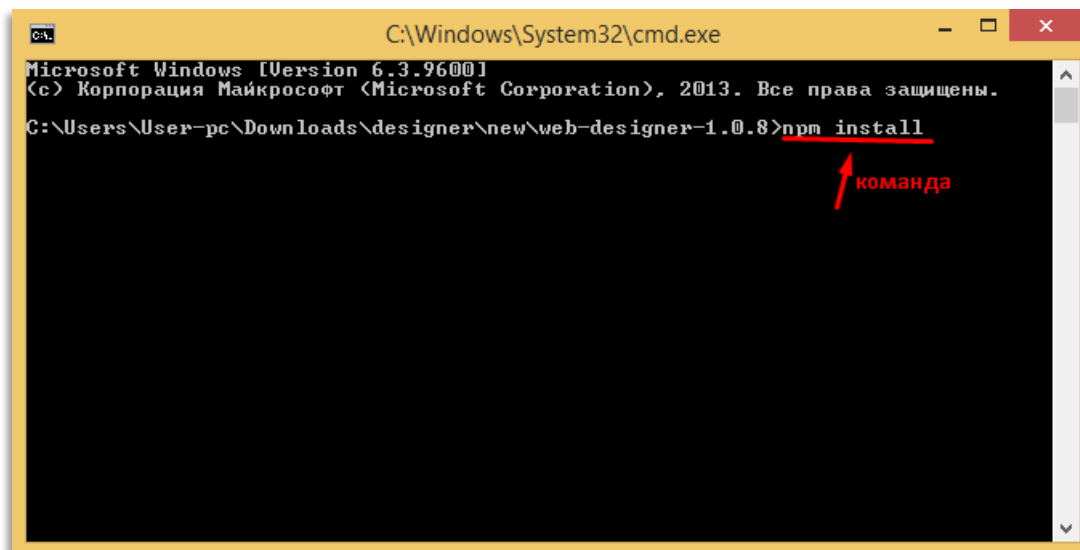 C:\Windows\System32\cmd.exe
Microsoft Windows [Version 6.3.9600]
(c) Корпорация Майкрософт (Microsoft Corporation), 2013. Все права защищены.
C:\Users\User-pc\Downloads\designer\new\web-designer-1.0.8>npm install
команда